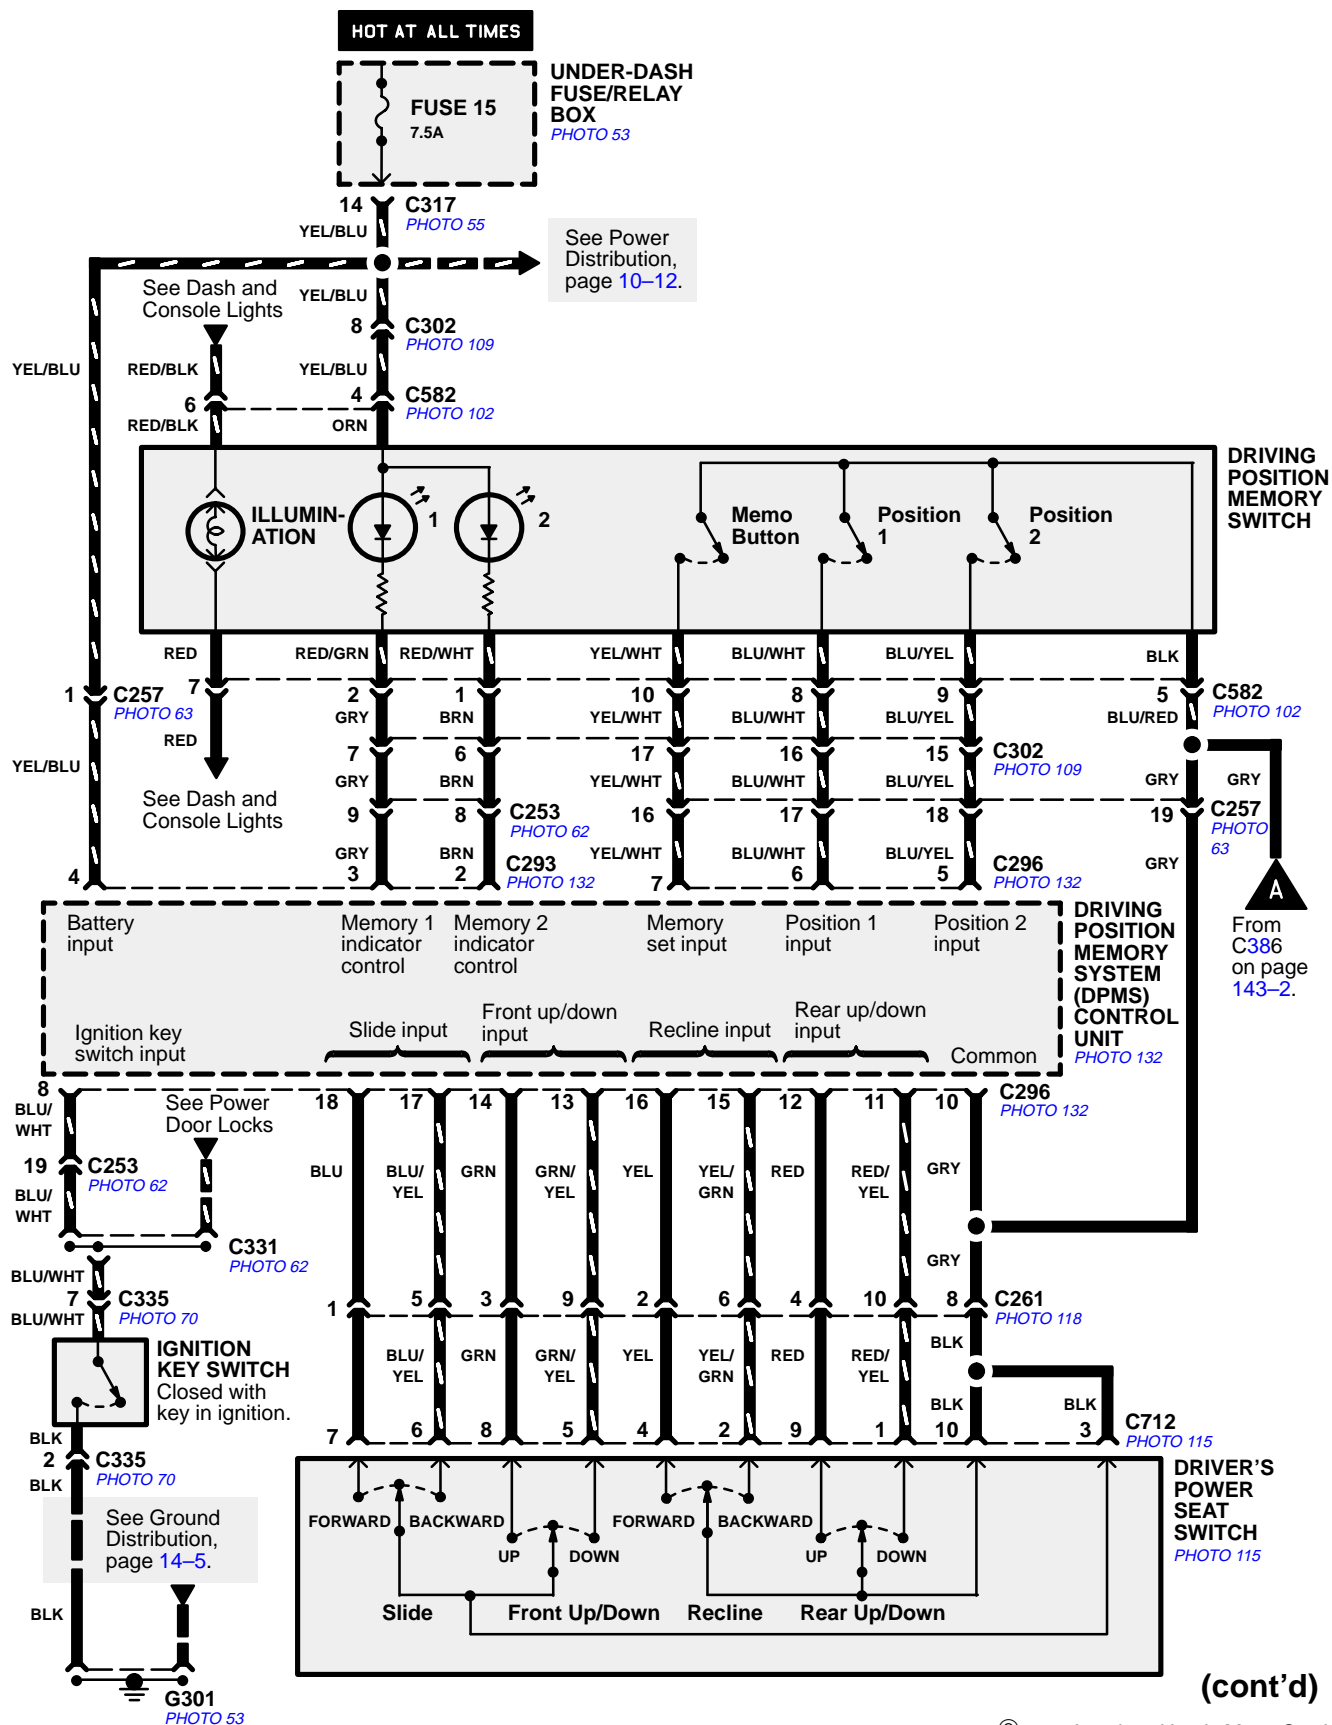 HOT AT ALL TIMES
UNDER-DASH
FUSE/RELAY
BOX
PHOTO 53
FUSE 15
7.5A
14 C317
PHOTO 55
YEL/BLU
See Power
Distribution,
page 10–12.
See Dash and
Console Lights
YEL/BLU
8 C302
PHOTO 109
YEL/BLU RED/BLK YEL/BLU
6 4 C582
PHOTO 102
RED/BLK ORN
DRIVING
POSITION
MEMORY
SWITCH
ILLUMIN-
ATION
1 2
Memo
Button
Position
1
Position
2
RED RED/GRN RED/WHT YEL/WHT BLU/WHT BLU/YEL BLK
1 C257
PHOTO 63
7 2 1 10 8 9 5 C582
PHOTO 102
RED GRY BRN YEL/WHT BLU/WHT BLU/YEL BLU/RED
7 6 17 16 15 C302
PHOTO 109
YEL/BLU GRY BRN YEL/WHT BLU/WHT BLU/YEL GRY GRY
See Dash and
Console Lights
9 8 C253
PHOTO 62
16 17 18 19 C257
PHOTO
63
GRY BRN YEL/WHT BLU/WHT BLU/YEL GRY
4 3 2 C293
PHOTO 132
7 6 5 C296
PHOTO 132
A
From
C386
on page
143–2.
Battery
input
Memory 1
indicator
control
Memory 2
indicator
control
Memory
set input
Position 1
input
Position 2
input
DRIVING
POSITION
MEMORY
SYSTEM
(DPMS)
CONTROL
UNIT
PHOTO 132
Ignition key
switch input
Slide input
Front up/down
input
Recline input
Rear up/down
input
Common
8 18 17 14 13 16 15 12 11 10 C296
PHOTO 132
BLU/
WHT
See Power
Door Locks
19 C253
PHOTO 62
BLU/
WHT
BLU BLU/
YEL
GRN GRN/
YEL
YEL YEL/
GRN
RED RED/
YEL
GRY
C331
PHOTO 62
BLU/WHT
GRY
7 C335
PHOTO 70
BLU/WHT
1 5 3 9 2 6 4 10 8 C261
PHOTO 118
BLK
IGNITION
KEY SWITCH
Closed with
key in ignition.
BLU/
YEL
GRN GRN/
YEL
YEL YEL/
GRN
RED RED/
YEL
BLK BLK
BLK
2 C335
PHOTO 70
BLK
7 6 8 5 4 2 9 1 10 3 C712
PHOTO 115
DRIVER'S
POWER
SEAT
SWITCH
PHOTO 115
See Ground
Distribution,
page 14–5.
FORWARD BACKWARD FORWARD BACKWARD
UP DOWN UP DOWN
Slide Front Up/Down Recline Rear Up/Down
BLK
G301
PHOTO 53
(cont'd)